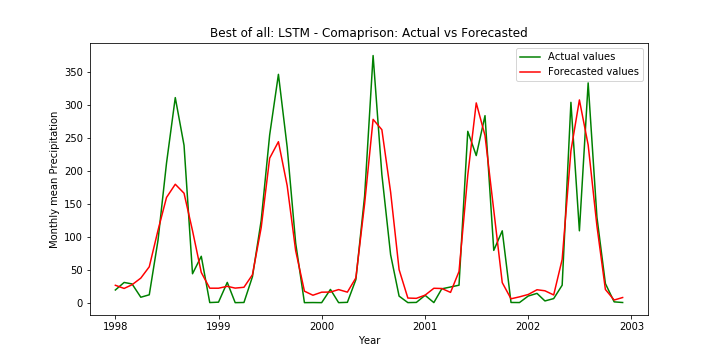 Best of all: LSTM - Comaprison: Actual vs Forecasted
Actual values
Forecasted values
Monthly mean Precipitation
350
300
250
200
150
100
50
0
1998
1999
2000
2001
2002
2003
Year